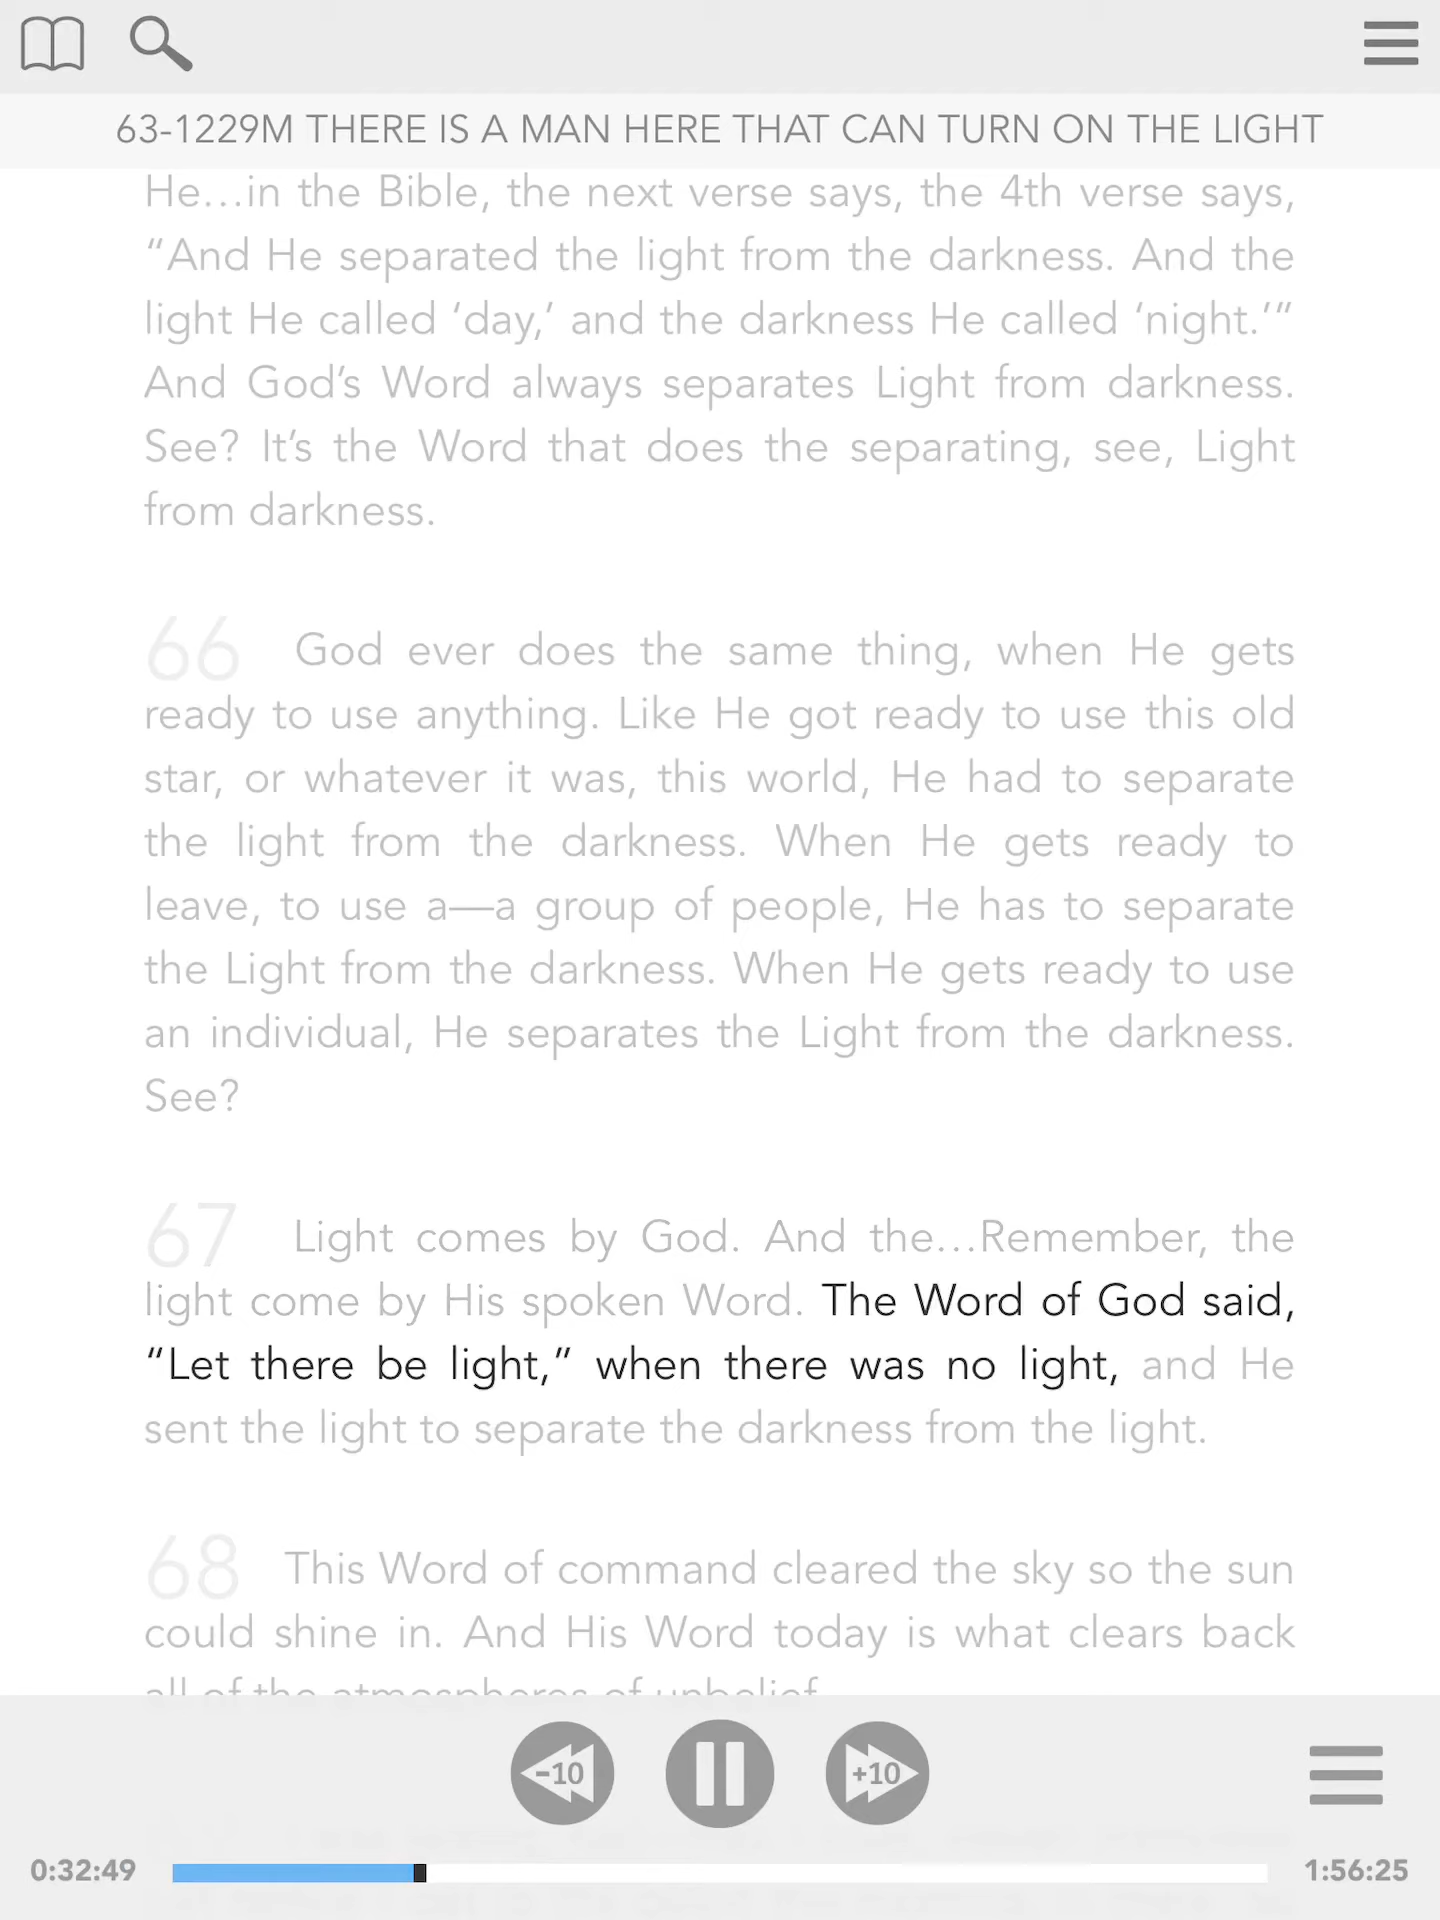 63-1229M THERE IS A MAN HERE THAT CAN TURN ON THE LIGHT
He…in the Bible, the next verse says, the 4th verse says,
“And He separated the light from the darkness. And the
light He called ‘day,’ and the darkness He called ‘night.’”
And God’s Word always separates Light from darkness.
See? It’s the Word that does the separating, see, Light
from darkness.
66 God ever does the same thing, when He gets
ready to use anything. Like He got ready to use this old
star, or whatever it was, this world, He had to separate
the light from the darkness. When He gets ready to
leave, to use a—a group of people, He has to separate
the Light from the darkness. When He gets ready to use
an individual, He separates the Light from the darkness.
See?
67 Light comes by God. And the…Remember, the
light come by His spoken Word. The Word of God said,
“Let there be light,” when there was no light, and He
sent the light to separate the darkness from the light.
68 This Word of command cleared the sky so the sun
could shine in. And His Word today is what clears back
all of the atmospheres of unbelief.
-10 +10
0:32:49 1:56:25